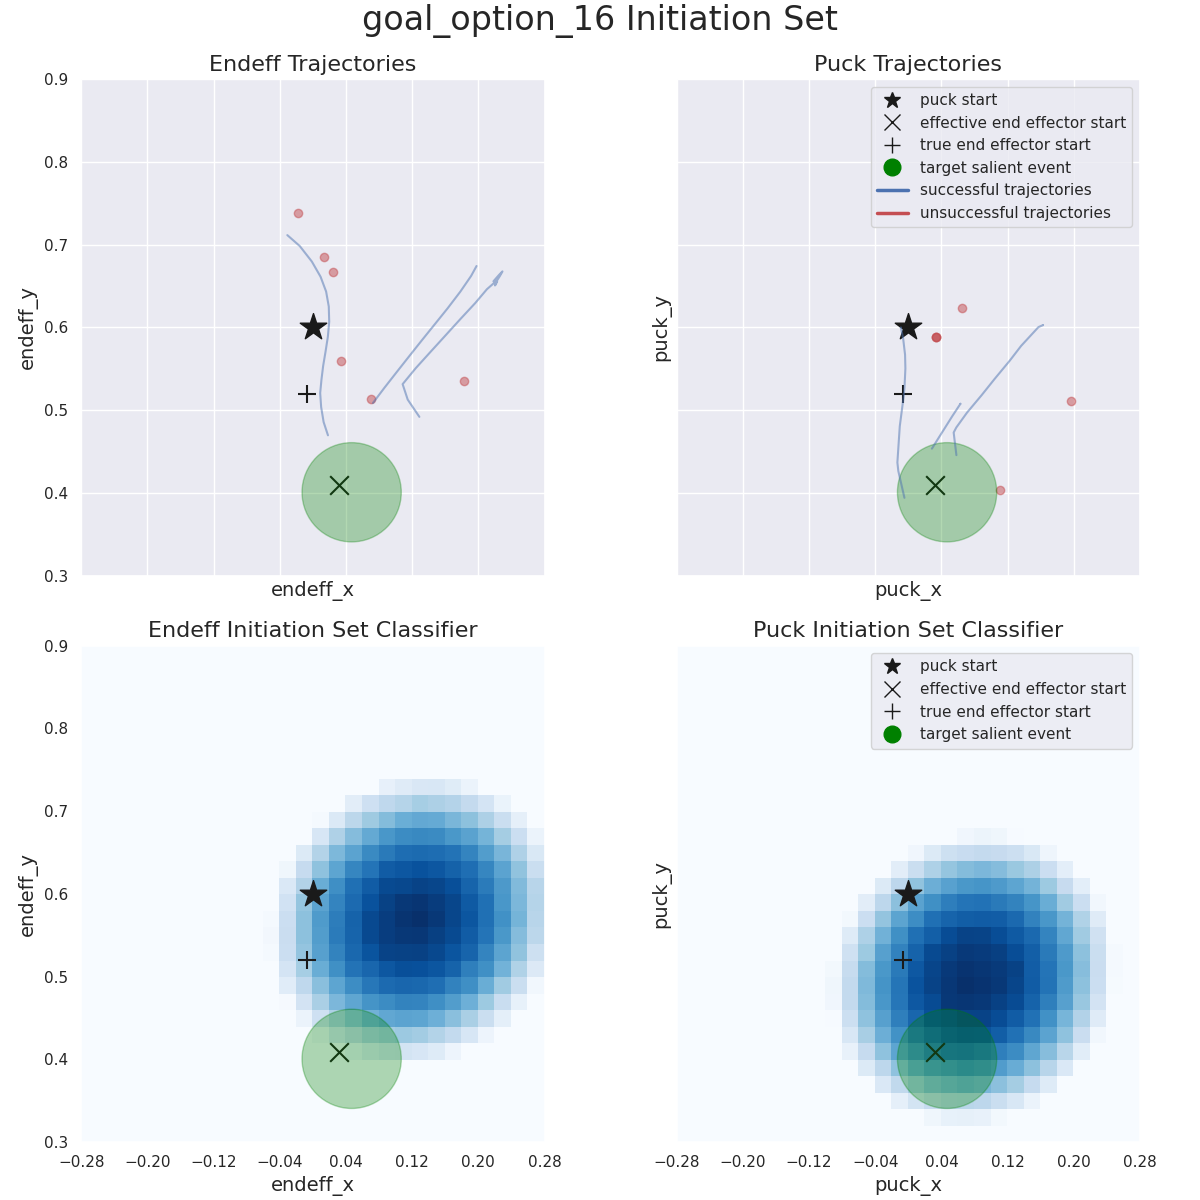 goal_option_16 Initiation Set
Endeff Trajectories
0.9
0.8
0.7
0.6
0.5
0.4
0.3
endeff_y
endeff_x
Puck Trajectories
puck start
effective end effector start
true end effector start
target salient event
successful trajectories
unsuccessful trajectories
puck_y
puck_x
Endeff Initiation Set Classifier
0.9
0.8
0.7
0.6
0.5
0.4
0.3
endeff_y
−0.28 −0.20 −0.12 −0.04 0.04 0.12 0.20 0.28
endeff_x
Puck Initiation Set Classifier
puck start
effective end effector start
true end effector start
target salient event
puck_y
−0.28 −0.20 −0.12 −0.04 0.04 0.12 0.20 0.28
puck_x